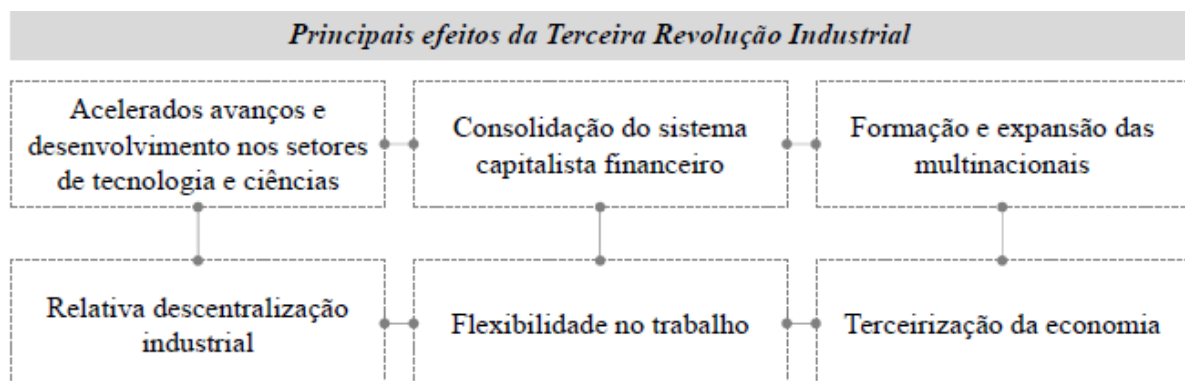 Principais efeitos da Terceira Revolução Industrial
Acelerados avanços e
desenvolvimento nos setores
de tecnologia e ciências
Consolidação do sistema
capitalista financeiro
Formação e expansão das
multinacionais
Relativa descentralização
industrial
Flexibilidade no trabalho
Terceirização da economia